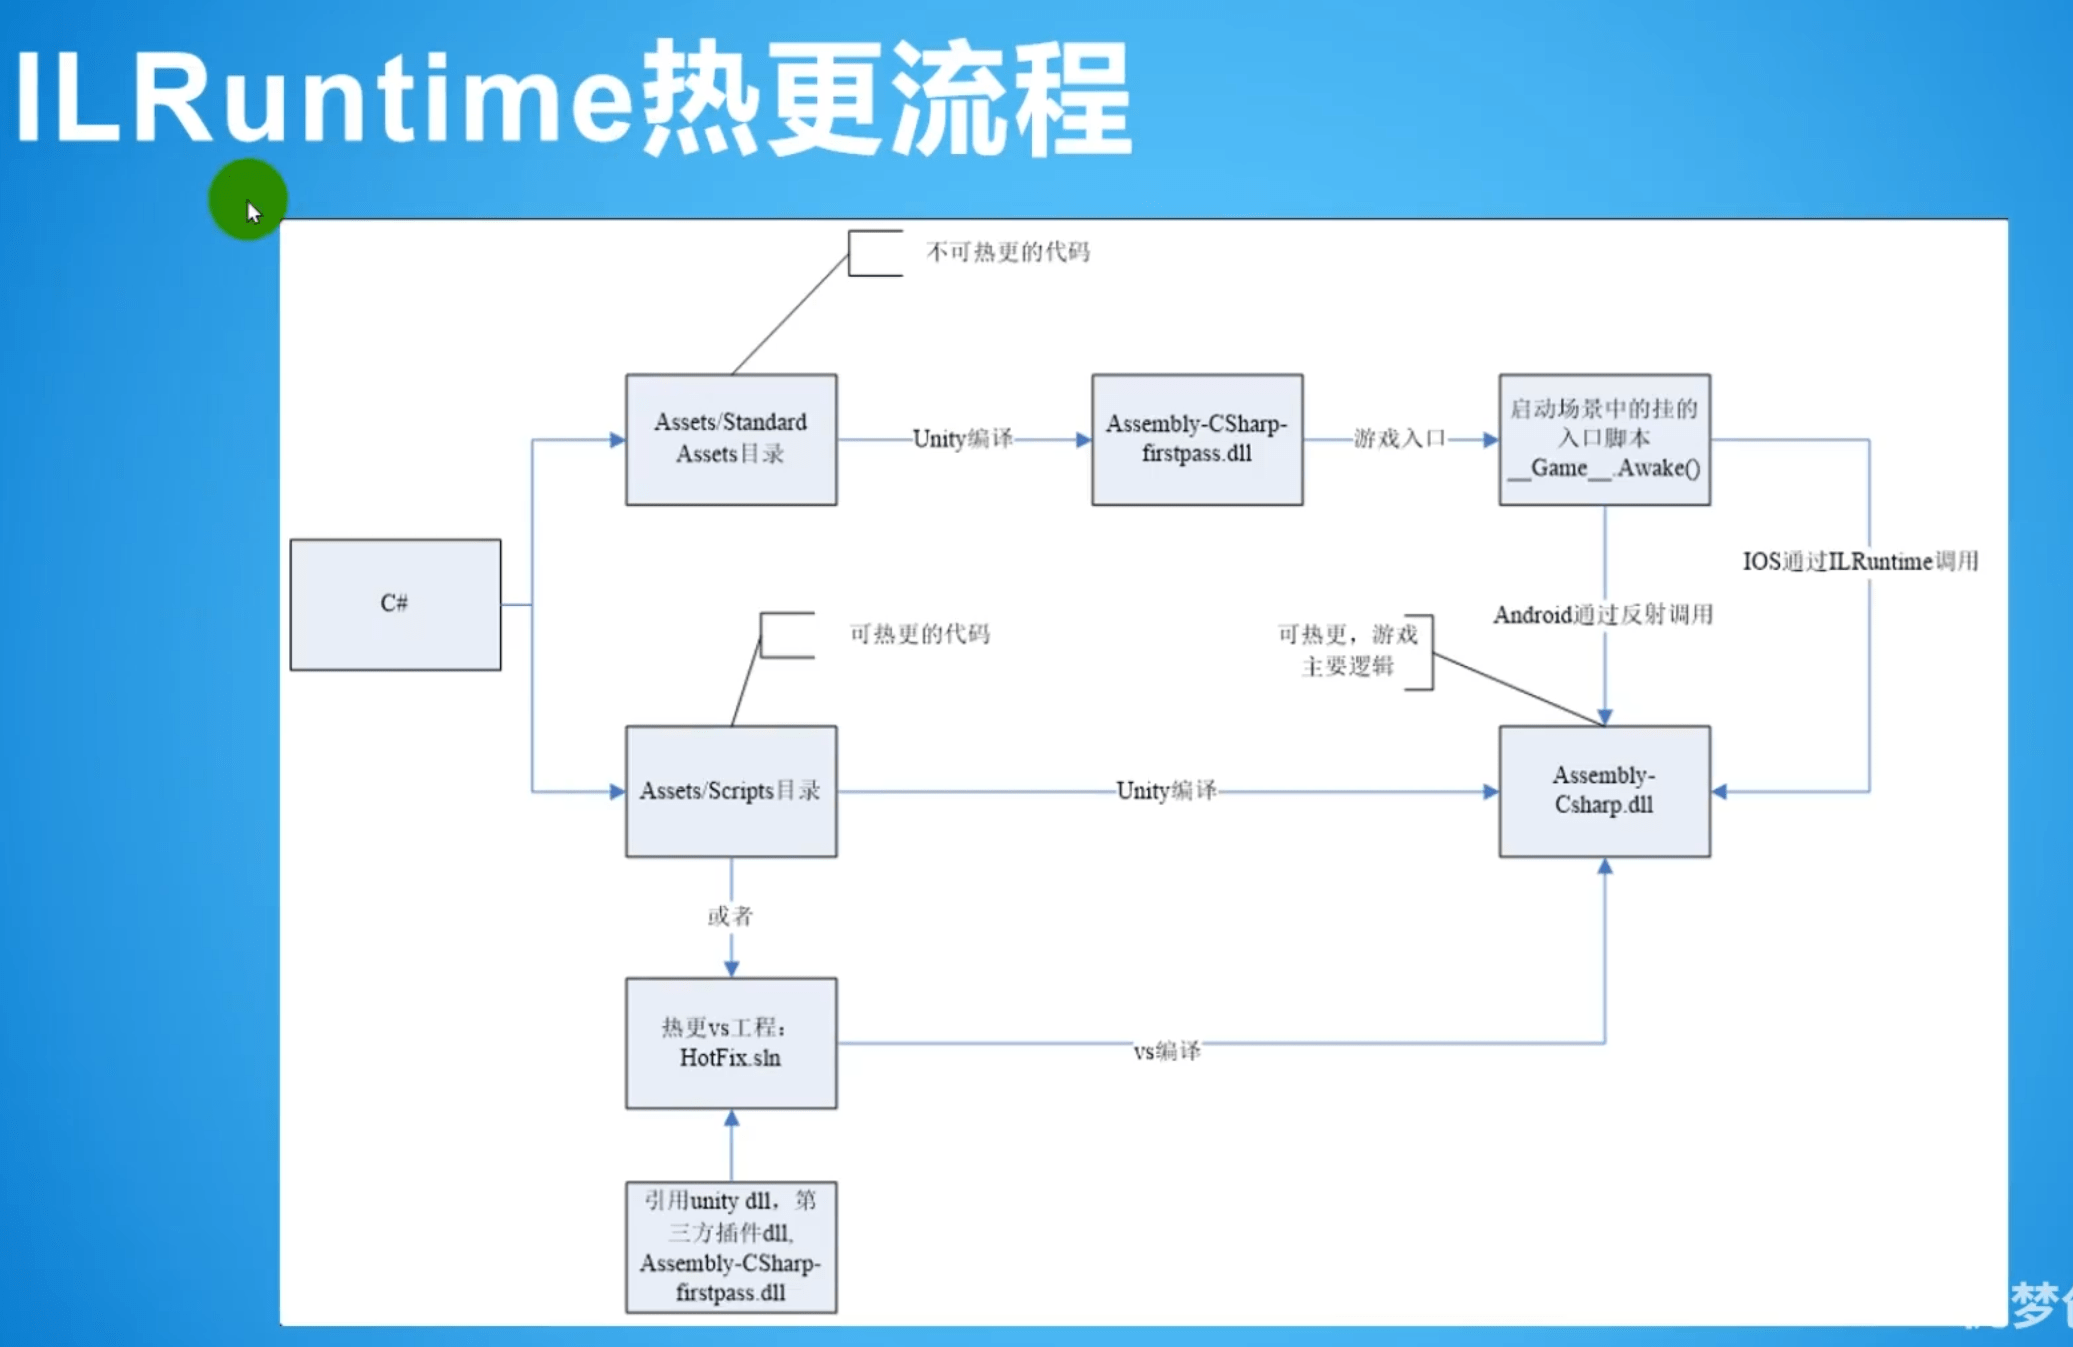 ILRuntime热更流程
不可热更的代码
Assets/Standard
Assets目录
Unity编译
Assembly-CSharp-
firstpass.dll
游戏入口
启动场景中的挂的
入口脚本
__Game__.Awake()
IOS通过ILRuntime调用
C#
Android通过反射调用
可热更的代码
可热更，游戏
主要逻辑
Assets/Scripts目录
Unity编译
Assembly-
Csharp.dll
或者
热更vs工程：
HotFix.sln
vs编译
引用unity dll，第
三方插件dll,
Assembly-CSharp-
firstpass.dll
梦